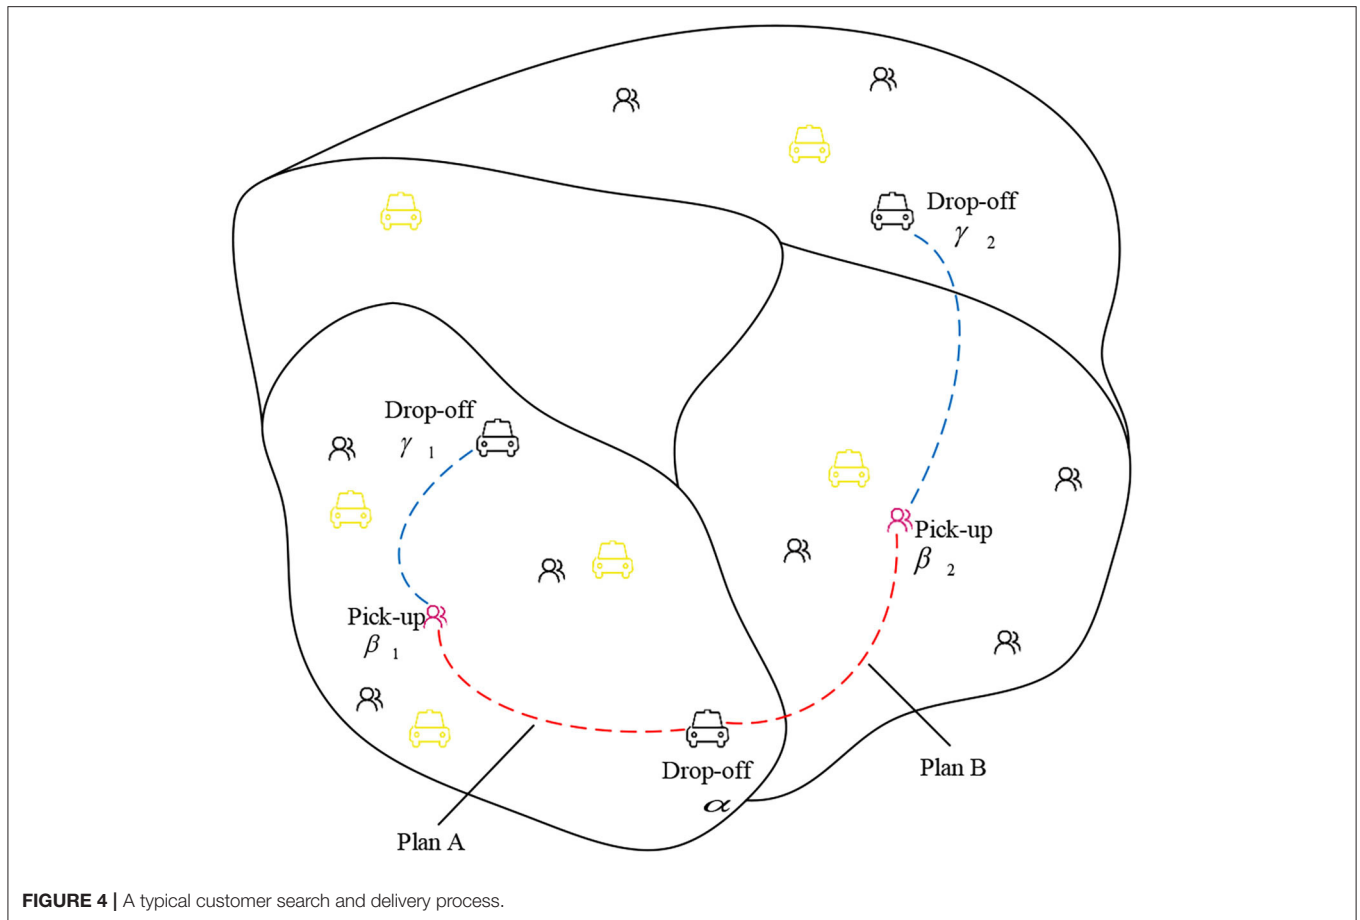 Drop-off
γ 2
Drop-off
γ 1
Pick-up
β 2
Pick-up
β 1
Drop-off
α
Plan B
Plan A
FIGURE 4 | A typical customer search and delivery process.